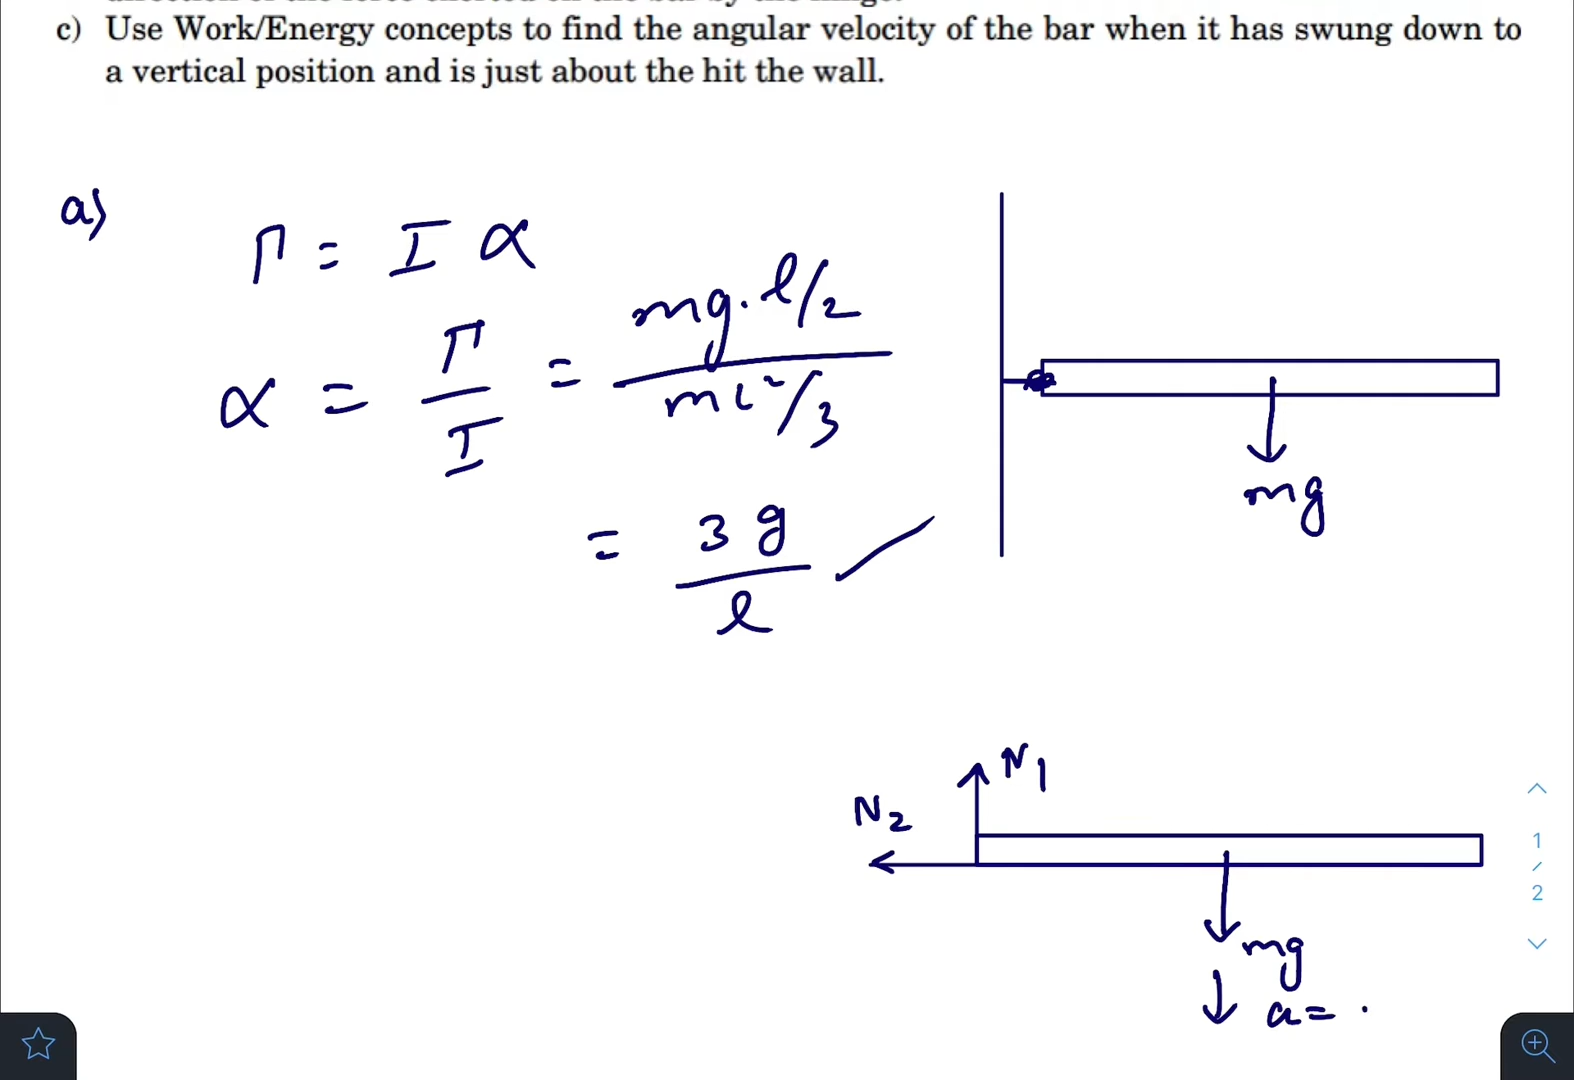 c) Use Work/Energy concepts to find the angular velocity of the bar when it has swung down to
a vertical position and is just about the hit the wall.
a)
Γ = I α
α = Γ/I = mg.l/2 / ml²/3
= 3g/l
mg
N1
N2
mg
a= .
1
/
2